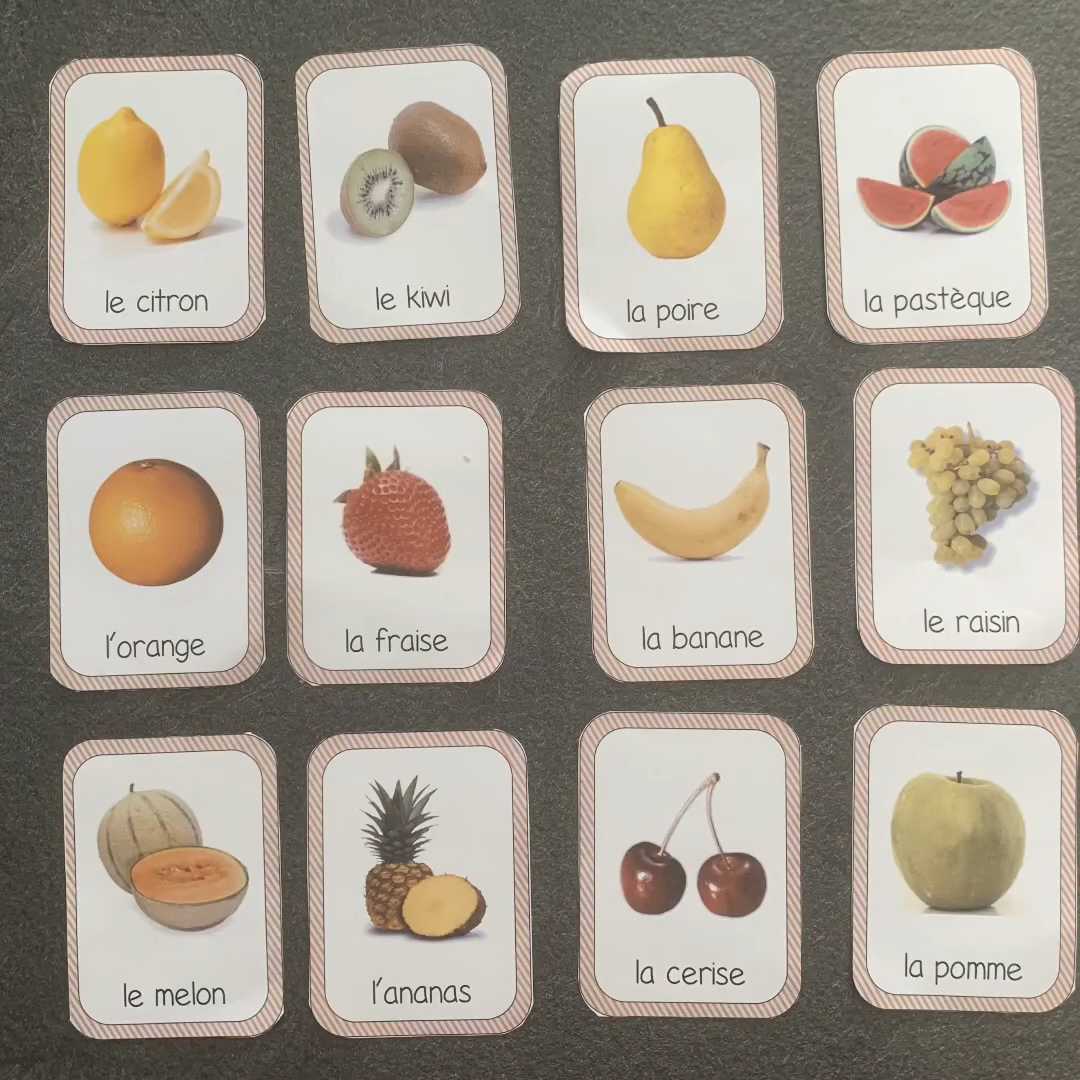 le citron
le kiwi
la poire
la pastèque
l'orange
la fraise
la banane
le raisin
le melon
l'ananas
la cerise
la pomme